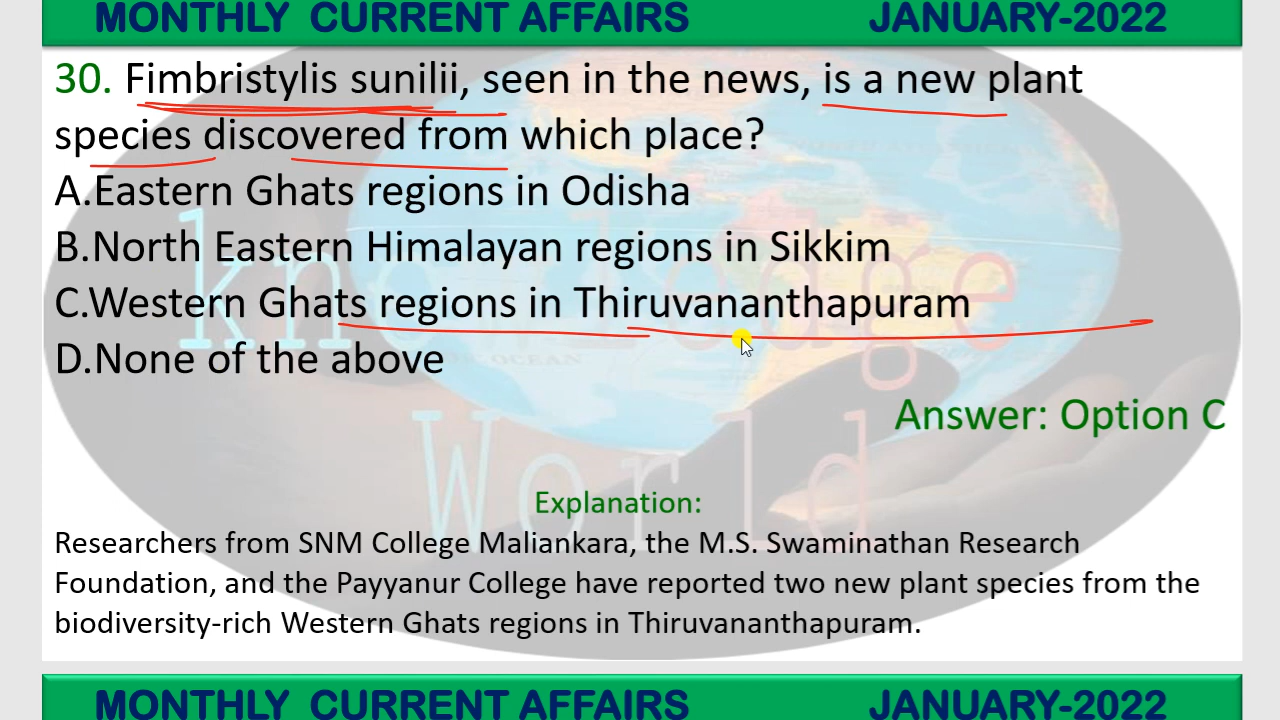 MONTHLY CURRENT AFFAIRS JANUARY-2022
30. Fimbristylis sunilii, seen in the news, is a new plant
species discovered from which place?
A.Eastern Ghats regions in Odisha
B.North Eastern Himalayan regions in Sikkim
C.Western Ghats regions in Thiruvananthapuram
D.None of the above
Answer: Option C
Explanation:
Researchers from SNM College Maliankara, the M.S. Swaminathan Research
Foundation, and the Payyanur College have reported two new plant species from the
biodiversity-rich Western Ghats regions in Thiruvananthapuram.
knowledge
World
MONTHLY CURRENT AFFAIRS JANUARY-2022